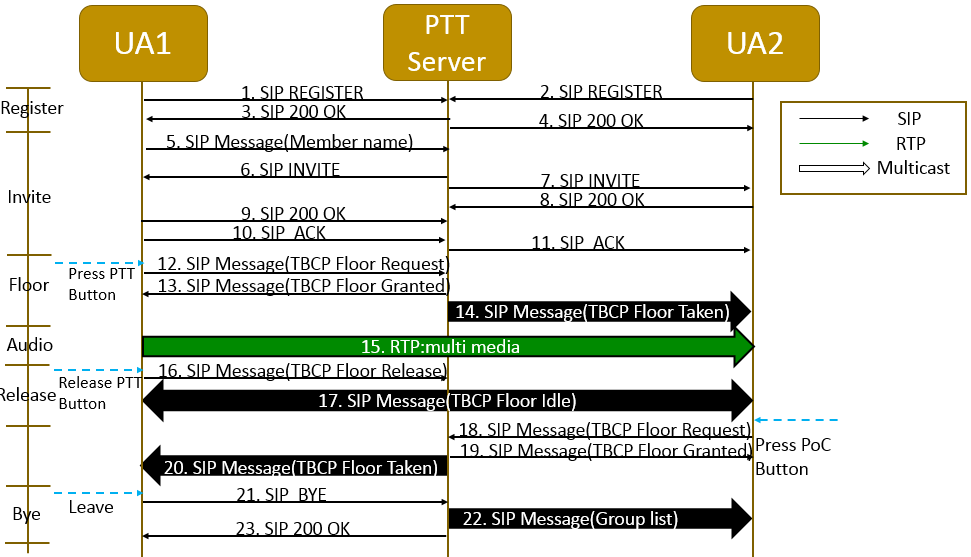 UA1
PTT
Server
UA2
Register
1. SIP REGISTER
2. SIP REGISTER
3. SIP 200 OK
4. SIP 200 OK
SIP
RTP
Multicast
5. SIP Message(Member name)
Invite
6. SIP INVITE
7. SIP INVITE
8. SIP 200 OK
9. SIP 200 OK
10. SIP ACK
11. SIP ACK
Floor
Press PTT
Button
12. SIP Message(TBCP Floor Request)
13. SIP Message(TBCP Floor Granted)
14. SIP Message(TBCP Floor Taken)
Audio
15. RTP:multi media
Release
Release PTT
Button
16. SIP Message(TBCP Floor Release)
17. SIP Message(TBCP Floor Idle)
18. SIP Message(TBCP Floor Request)
19. SIP Message(TBCP Floor Granted)
Press PoC
Button
20. SIP Message(TBCP Floor Taken)
Bye
Leave
21. SIP BYE
22. SIP Message(Group list)
23. SIP 200 OK